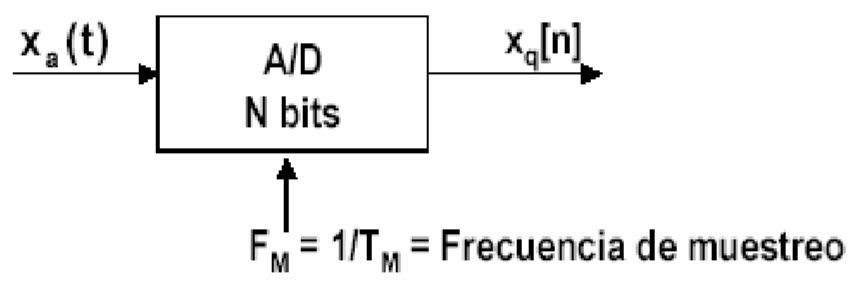 xa(t)
A/D
N bits
xq[n]
FM = 1/TM = Frecuencia de muestreo